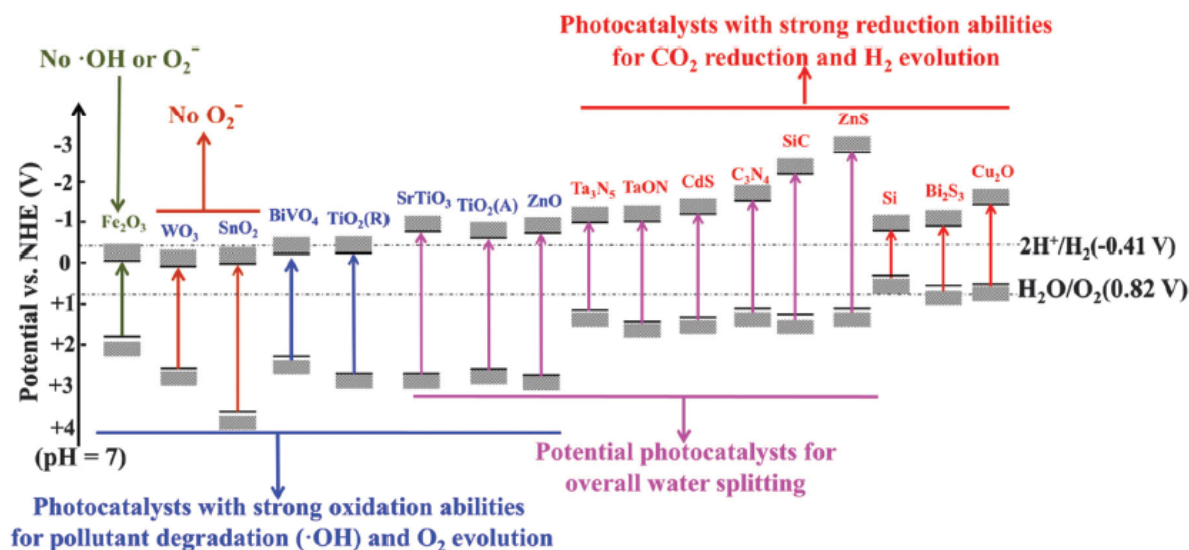 Photocatalysts with strong reduction abilities
for CO₂ reduction and H₂ evolution
No ·OH or O₂⁻
No O₂⁻
Potential vs. NHE (V)
-3
-2
-1
0
+1
+2
+3
+4
(pH = 7)
Fe₂O₃
WO₃
SnO₂
BiVO₄
TiO₂(R)
SrTiO₃
TiO₂(A)
ZnO
Ta₃N₅
TaON
CdS
C₃N₄
SiC
ZnS
Si
Bi₂S₃
Cu₂O
2H⁺/H₂(-0.41 V)
H₂O/O₂(0.82 V)
Potential photocatalysts for
overall water splitting
Photocatalysts with strong oxidation abilities
for pollutant degradation (·OH) and O₂ evolution